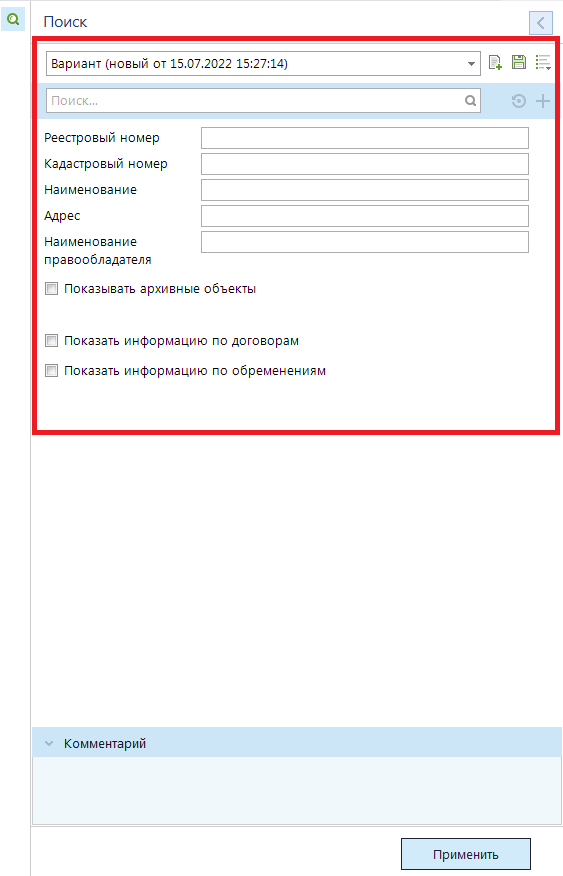 Поиск
Вариант (новый от 15.07.2022 15:27:14)
Поиск...
Реестровый номер
Кадастровый номер
Наименование
Адрес
Наименование
правообладателя
Показывать архивные объекты
Показать информацию по договорам
Показать информацию по обременениям
Комментарий
Применить